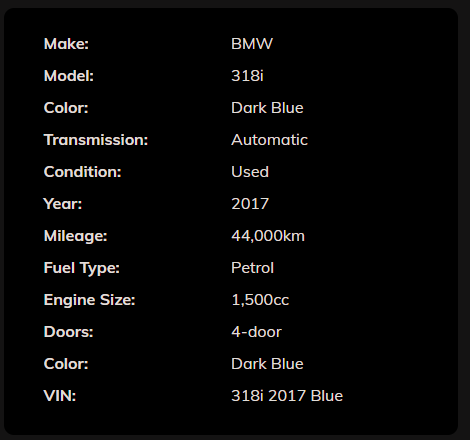 Make: BMW
Model: 318i
Color: Dark Blue
Transmission: Automatic
Condition: Used
Year: 2017
Mileage: 44,000km
Fuel Type: Petrol
Engine Size: 1,500cc
Doors: 4-door
Color: Dark Blue
VIN: 318i 2017 Blue